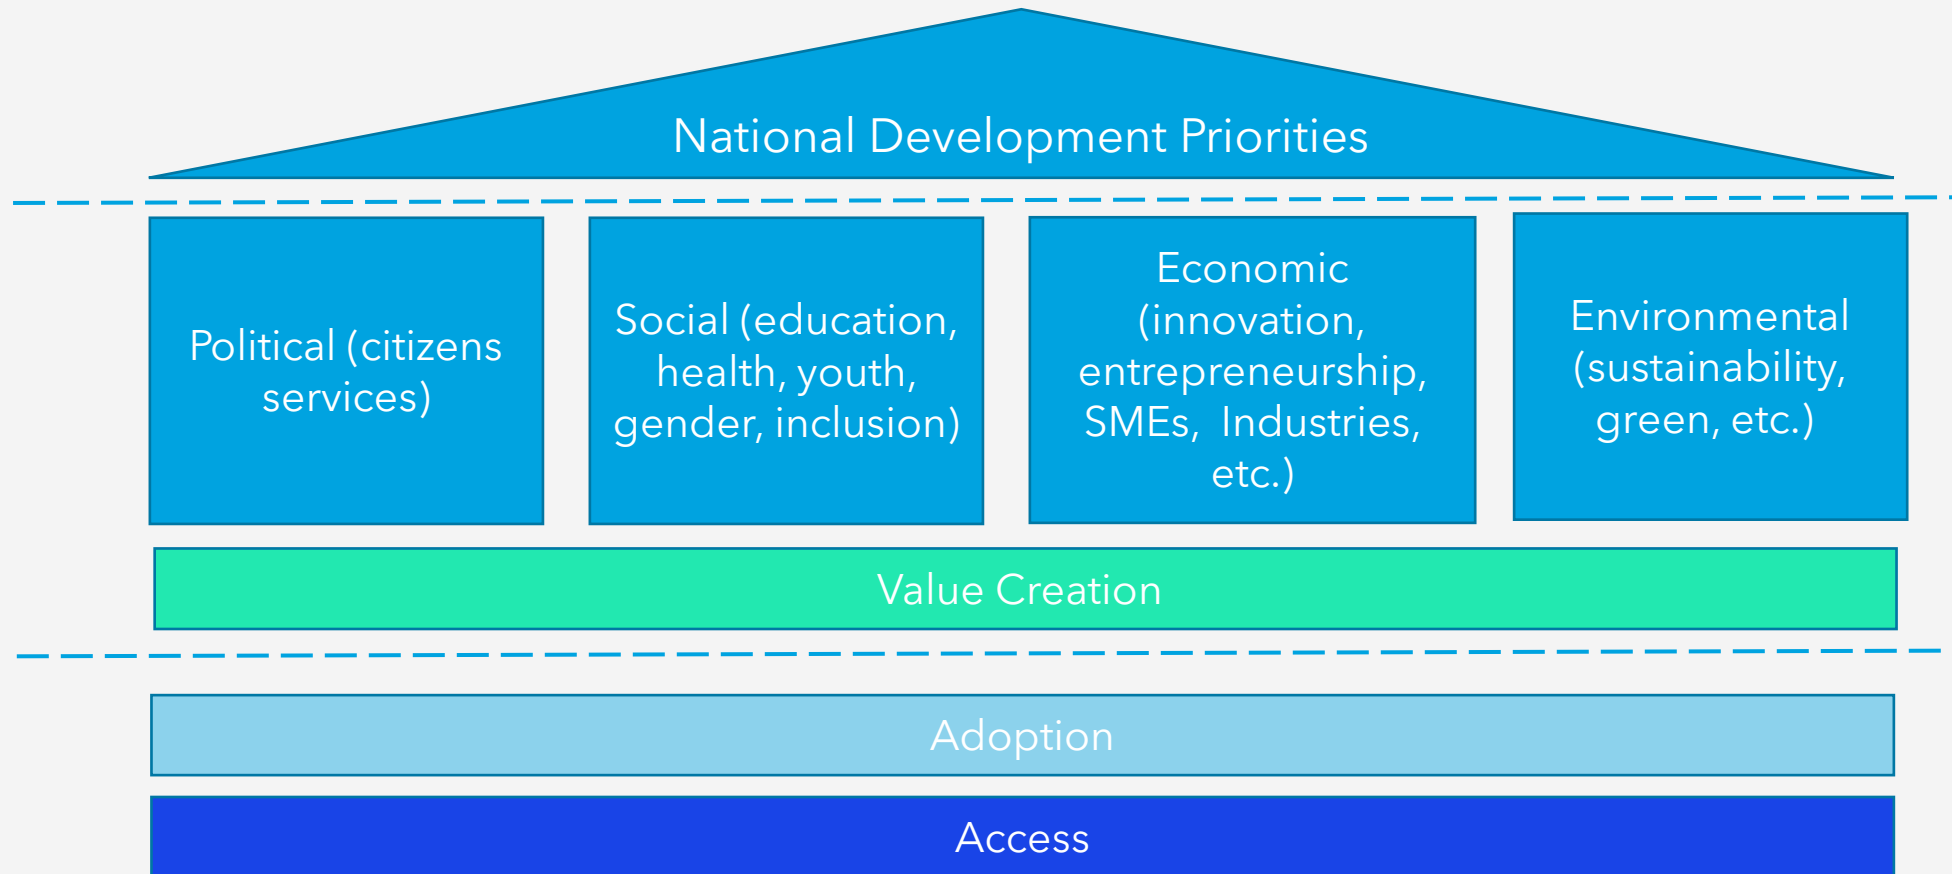 National Development Priorities
Political (citizens
services)
Social (education,
health, youth,
gender, inclusion)
Economic
(innovation,
entrepreneurship,
SMEs,  Industries,
etc.)
Environmental
(sustainability,
green, etc.)
Value Creation
Adoption
Access